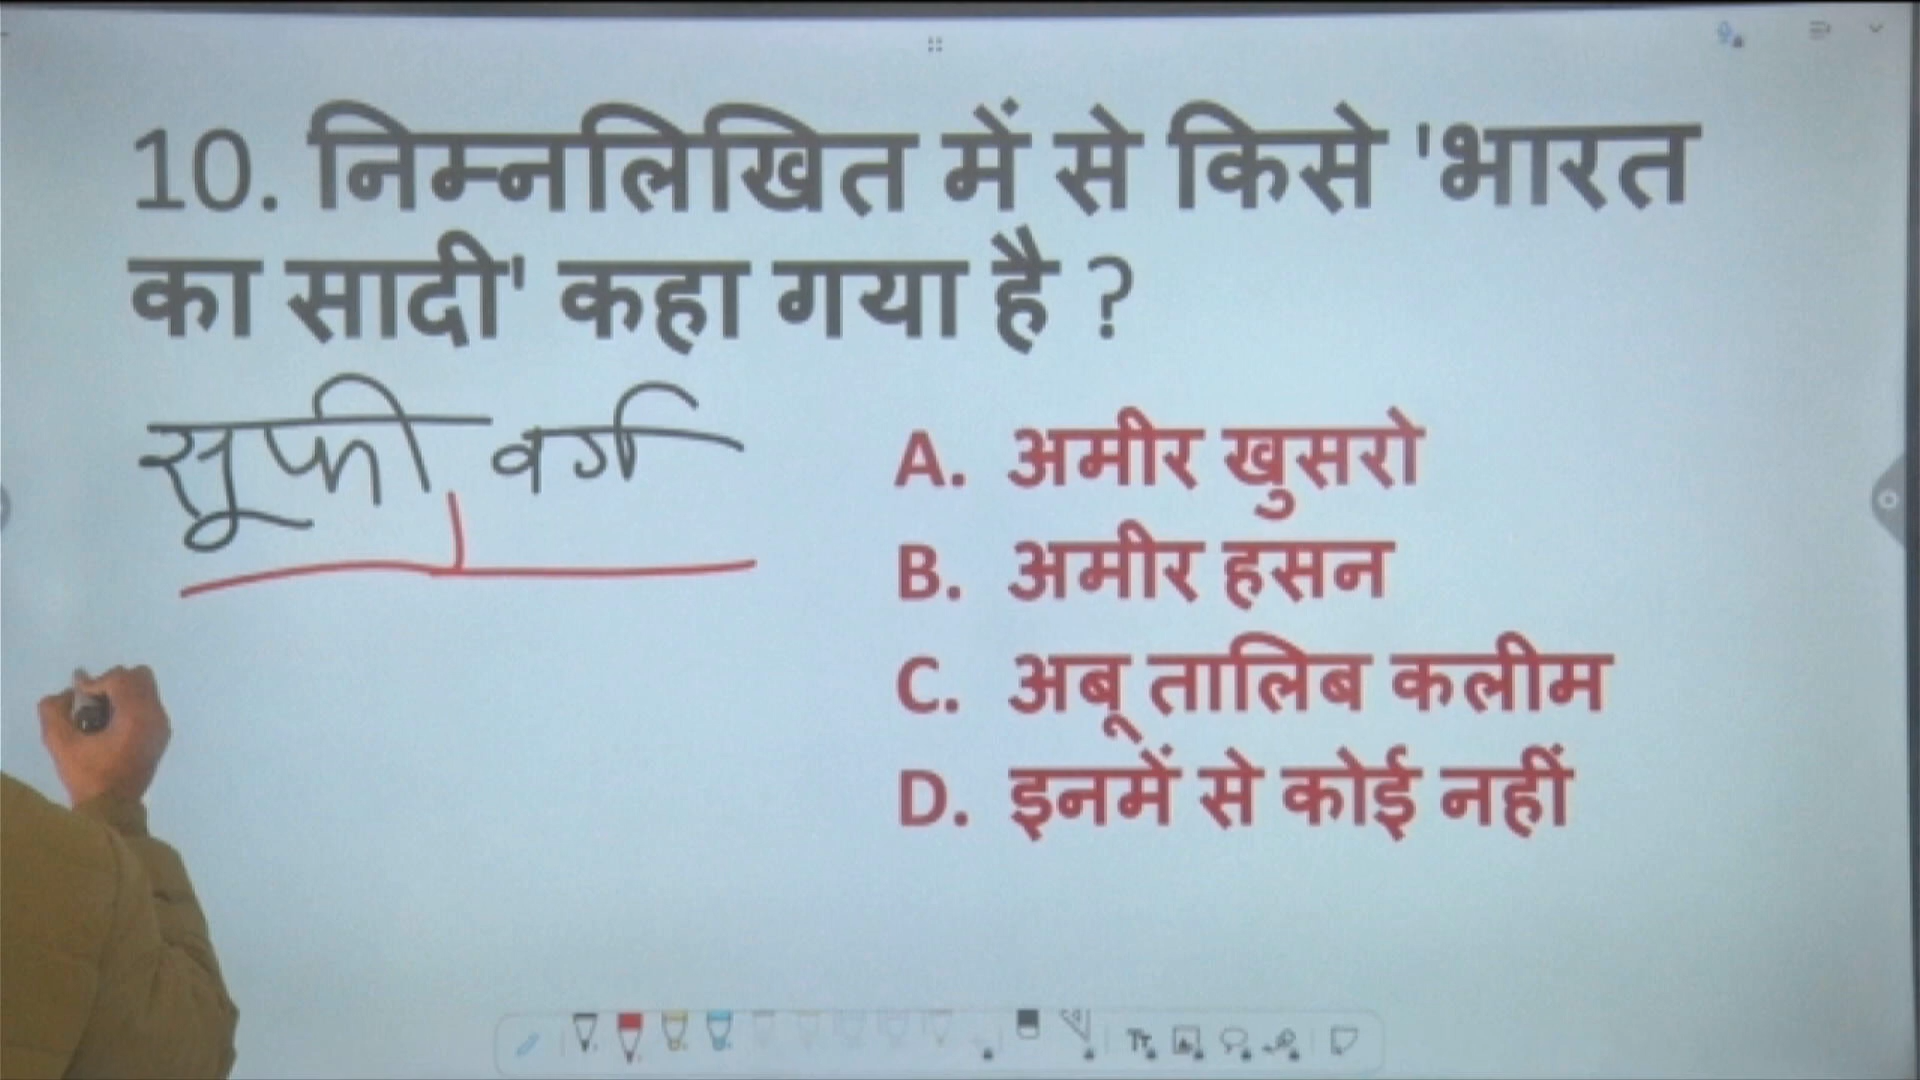 10. निम्नलिखित में से किसे 'भारत
का सादी' कहा गया है ?
सूफी वर्ग
A. अमीर खुसरो
B. अमीर हसन
C. अबू तालिब कलीम
D. इनमें से कोई नहीं